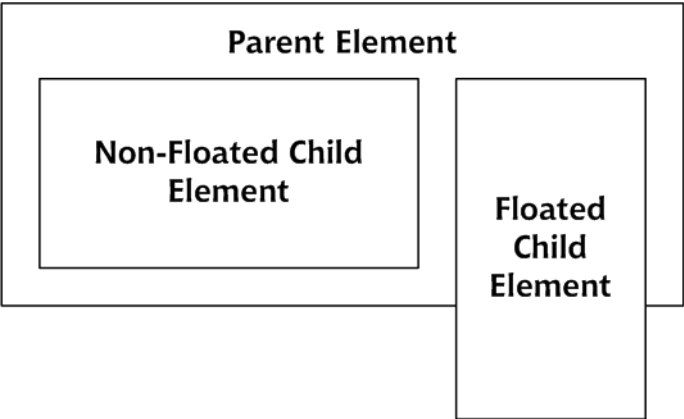 Parent Element
Non-Floated Child
Element
Floated
Child
Element